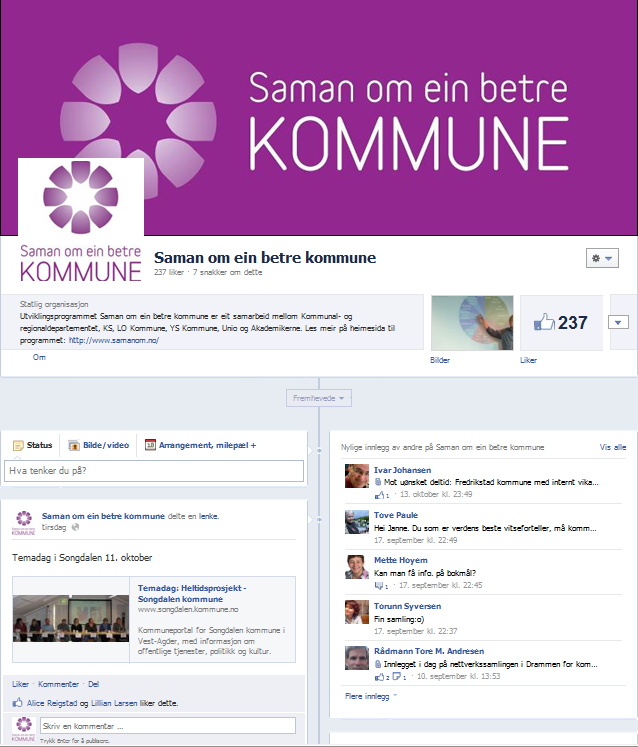 Saman om ein betre
KOMMUNE
Saman om ein betre
KOMMUNE
Saman om ein betre kommune
237 liker · 7 snakker om dette
Statlig organisasjon
Utviklingsprogrammet Saman om ein betre kommune er eit samarbeid mellom Kommunal- og
regionaldepartementet, KS, LO Kommune, YS Kommune, Unio og Akademikerne. Les meir på heimesida til
programmet: http://www.samanom.no/
Om
Bilder
237
Liker
Fremhevede
Status
Bilde/video
Arrangement, milepæl +
Hva tenker du på?
Saman om ein betre kommune delte en lenke.
tirsdag
Temadag i Songdalen 11. oktober
Temadag: Heltidsprosjekt -
Songdalen kommune
www.songdalen.kommune.no
Kommuneportal for Songdalen kommune i
Vest-Agder, med informasjon om
offentlige tjenester, politikk og kultur.
Liker · Kommenter · Del
Alice Reigstad og Lillian Larsen liker dette.
Skriv en kommentar ...
Trykk Enter for å publisere.
Nylige innlegg av andre på Saman om ein betre kommune
Vis alle
Ivar Johansen
Mot uønsket deltid: Fredrikstad kommune med internt vika...
1 · 13. oktober kl. 23:49
Tove Paule
Hei Janne. Du som er verdens beste vitseforteller, må komm...
17. september kl. 22:49
Mette Hoyem
Kan man få info. på bokmål?
1 · 17. september kl. 22:45
Torunn Syversen
Fin samling:o)
17. september kl. 22:37
Rådmann Tore M. Andresen
Innlegget i dag på nettverkssamlingen i Drammen for kom...
2 1 · 10. september kl. 13:53
Flere innlegg